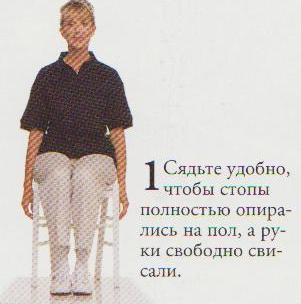 1 Сядьте удобно,
чтобы стопы
полностью опира-
лись на пол, а ру-
ки свободно сви-
сали.